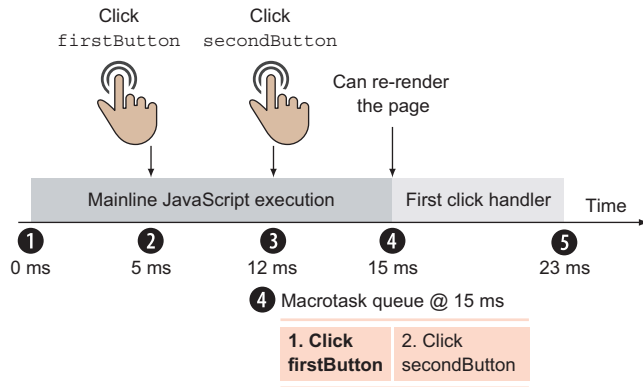 Click
firstButton
Click
secondButton
Can re-render
the page
Mainline JavaScript execution
First click handler
Time
1
2
3
4
5
0 ms
5 ms
12 ms
15 ms
23 ms
4 Macrotask queue @ 15 ms
1. Click
firstButton
2. Click
secondButton